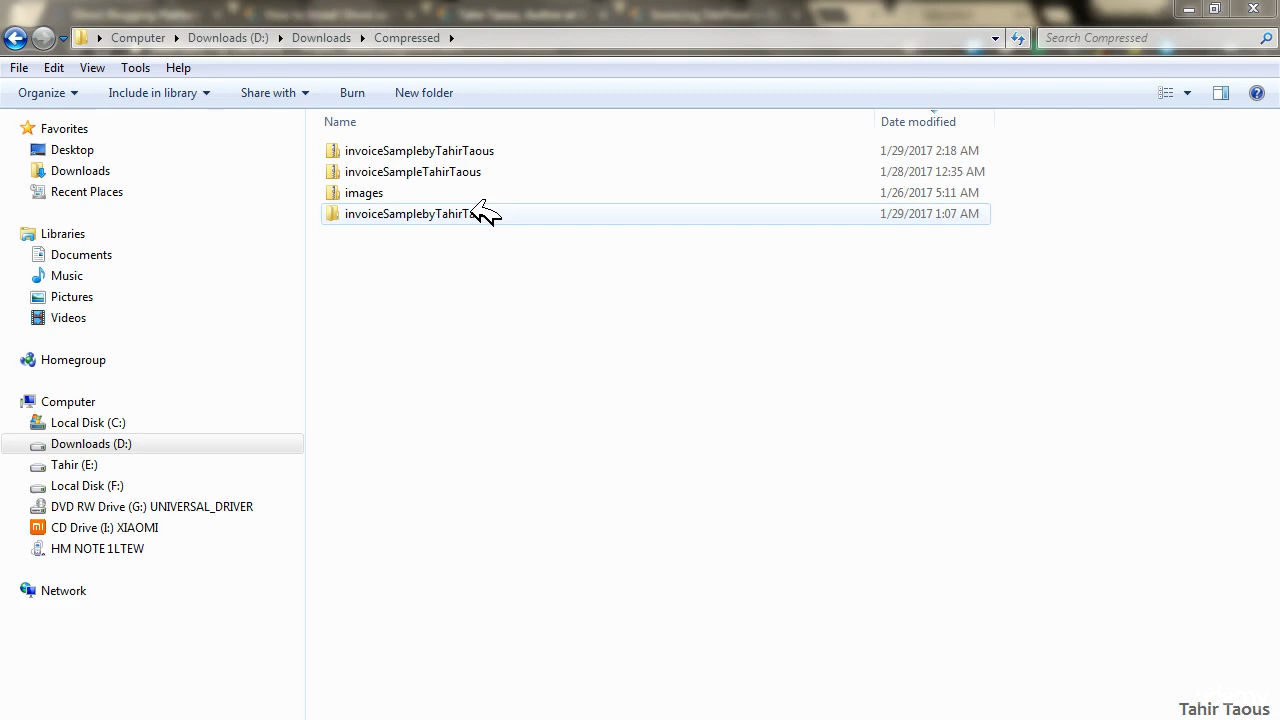 Computer Downloads (D:) Downloads Compressed
Search Compressed
File Edit View Tools Help
Organize Include in library Share with Burn New folder
Name Date modified
invoiceSamplebyTahirTaous 1/29/2017 2:18 AM
invoiceSampleTahirTaous 1/28/2017 12:35 AM
images 1/26/2017 5:11 AM
1/29/2017 1:07 AM
Favorites
Desktop
Downloads
Recent Places
Libraries
Documents
Music
Pictures
Videos
Homegroup
Computer
Local Disk (C:)
Downloads (D:)
Tahir (E:)
Local Disk (F:)
DVD RW Drive (G:) UNIVERSAL_DRIVER
CD Drive (I:) XIAOMI
HM NOTE 1LTEW
Network
Tahir Taous